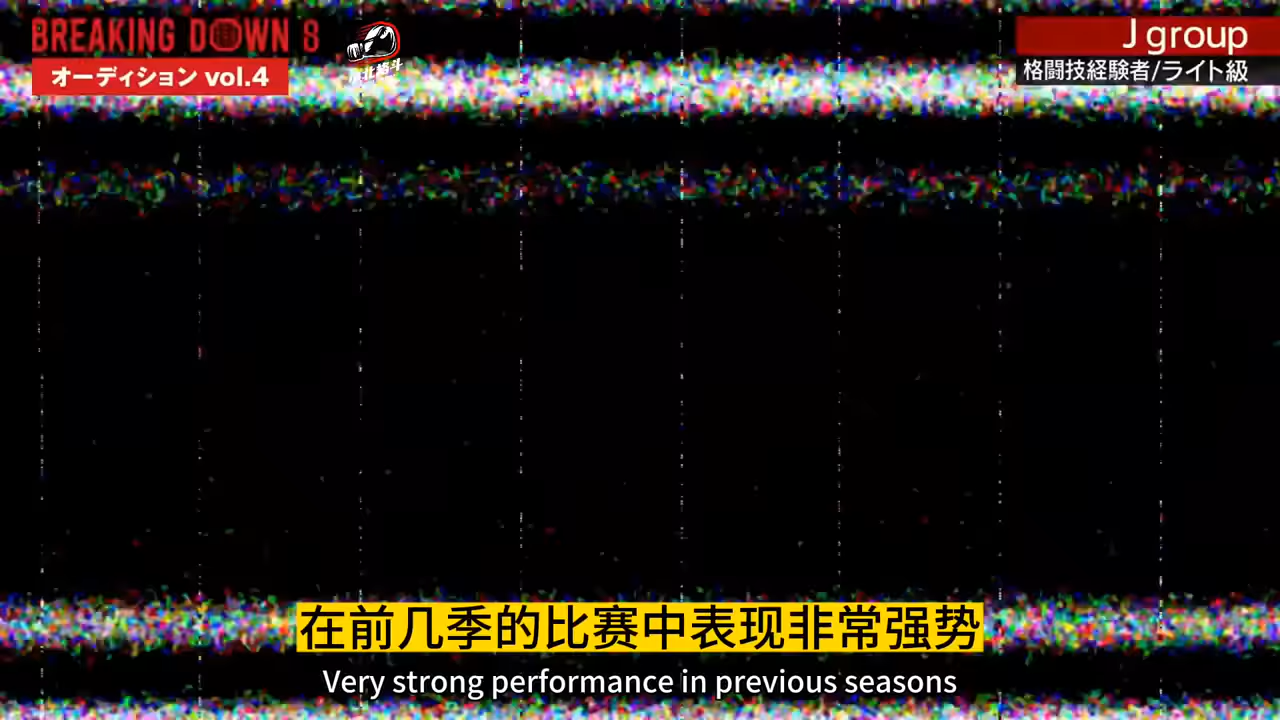 BREAKING DOWN 8
オーディション vol.4
J group
格闘技経験者/ライト級
在前几季的比赛中表现非常强势
Very strong performance in previous seasons